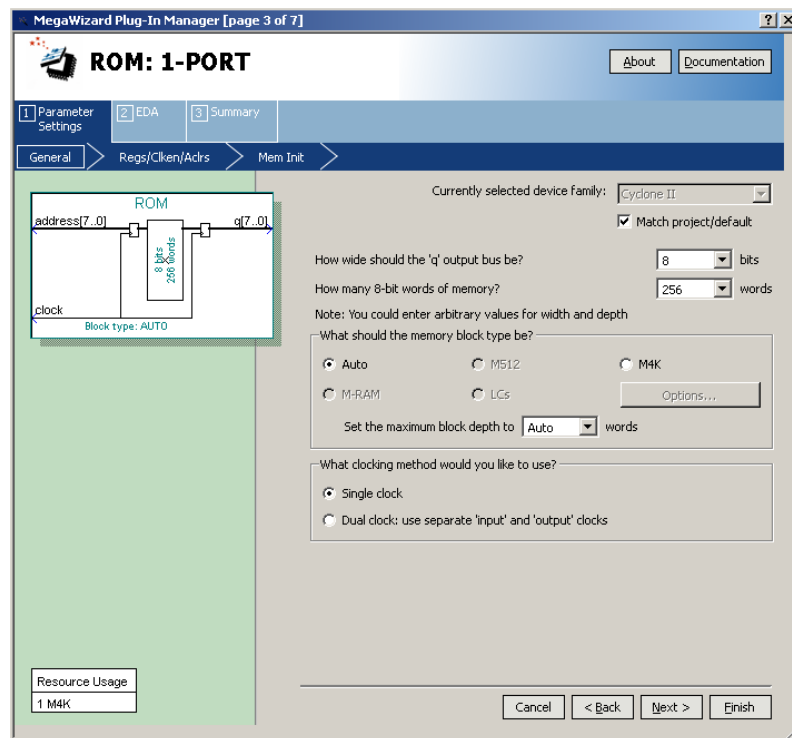 MegaWizard Plug-In Manager [page 3 of 7]
ROM: 1-PORT
About
Documentation
1 Parameter Settings
2 EDA
3 Summary
General
Regs/Clken/Aclrs
Mem Init
ROM
address[7..0]
q[7..0]
8 bits
256 words
clock
Block type: AUTO
Currently selected device family:
Cyclone II
Match project/default
How wide should the 'q' output bus be?
8
bits
How many 8-bit words of memory?
256
words
Note: You could enter arbitrary values for width and depth
What should the memory block type be?
Auto
M512
M4K
M-RAM
LCs
Options...
Set the maximum block depth to
Auto
words
What clocking method would you like to use?
Single clock
Dual clock: use separate 'input' and 'output' clocks
Resource Usage
1 M4K
Cancel
< Back
Next >
Finish